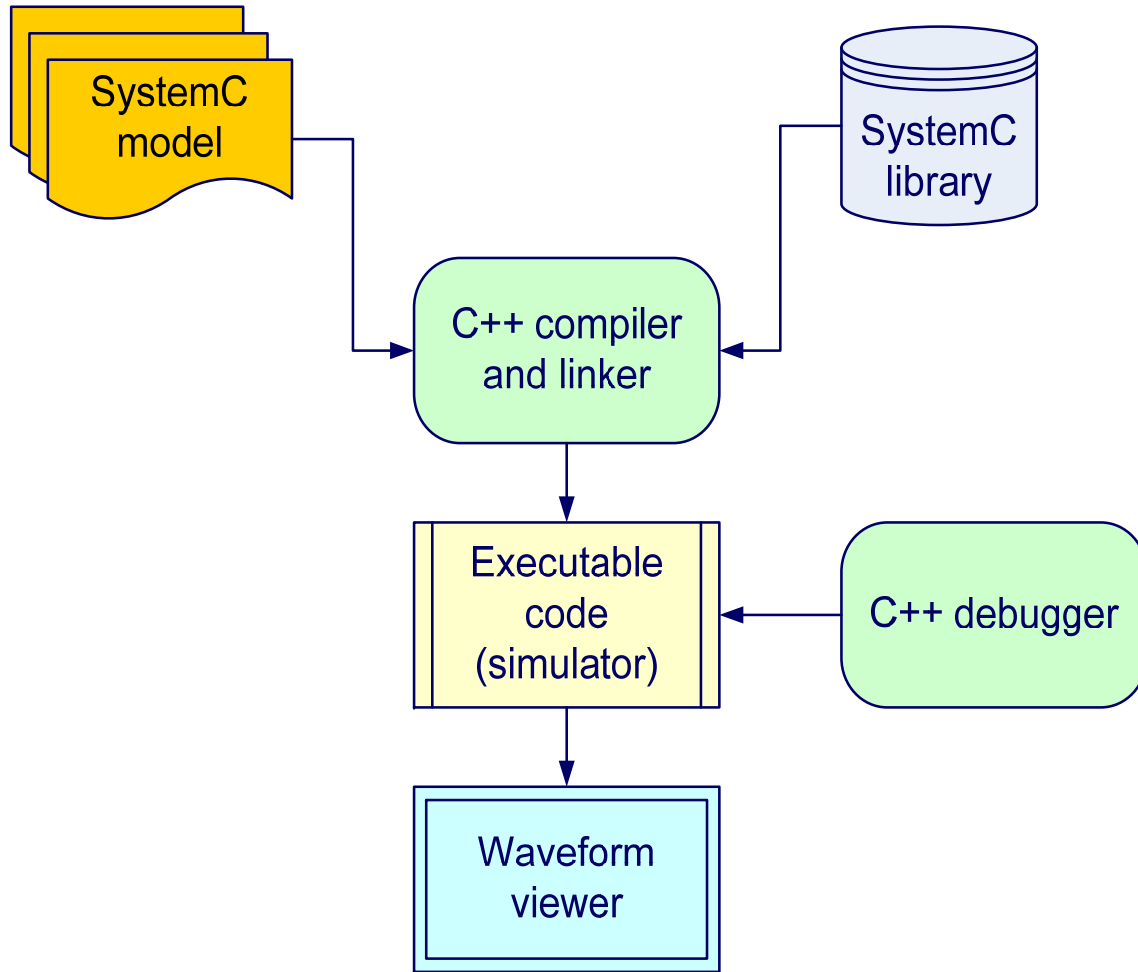 SystemC
model
SystemC
library
C++ compiler
and linker
Executable
code
(simulator)
C++ debugger
Waveform
viewer